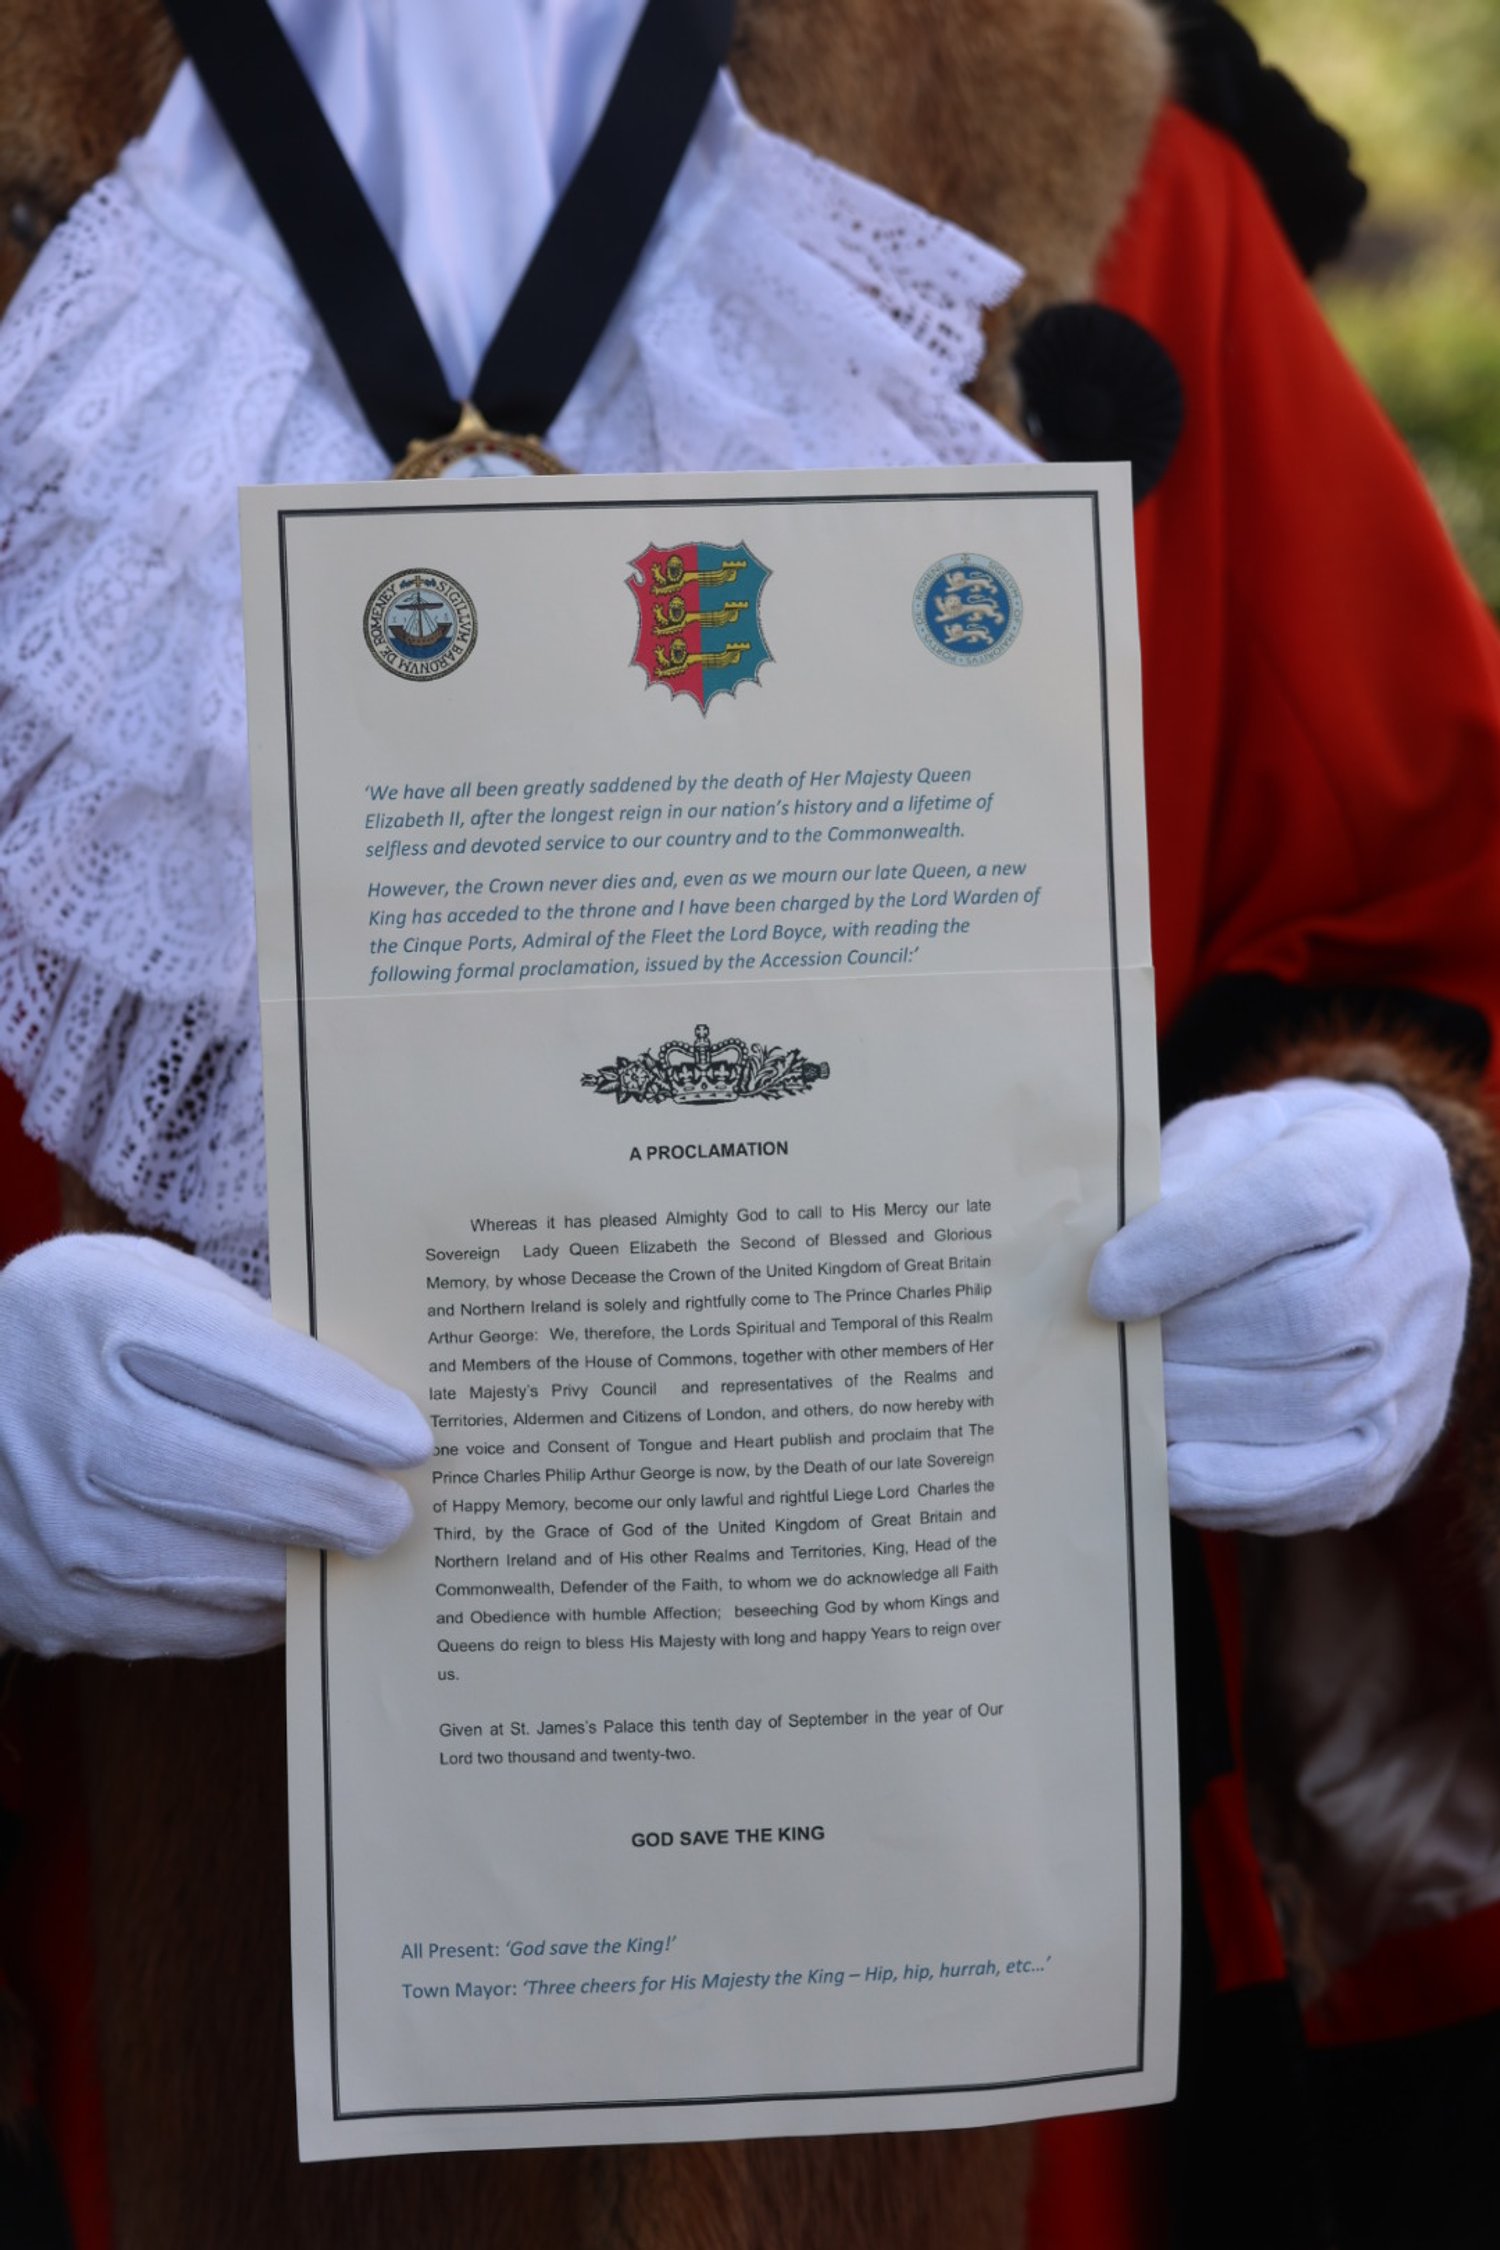 SIGILLVM BARONVM DE ROMENEY
‘We have all been greatly saddened by the death of Her Majesty Queen
Elizabeth II, after the longest reign in our nation’s history and a lifetime of
selfless and devoted service to our country and to the Commonwealth.
However, the Crown never dies and, even as we mourn our late Queen, a new
King has acceded to the throne and I have been charged by the Lord Warden of
the Cinque Ports, Admiral of the Fleet the Lord Boyce, with reading the
following formal proclamation, issued by the Accession Council:’
A PROCLAMATION
Whereas it has pleased Almighty God to call to His Mercy our late
Sovereign Lady Queen Elizabeth the Second of Blessed and Glorious
Memory, by whose Decease the Crown of the United Kingdom of Great Britain
and Northern Ireland is solely and rightfully come to The Prince Charles Philip
Arthur George: We, therefore, the Lords Spiritual and Temporal of this Realm
and Members of the House of Commons, together with other members of Her
late Majesty’s Privy Council and representatives of the Realms and
Territories, Aldermen and Citizens of London, and others, do now hereby with
one voice and Consent of Tongue and Heart publish and proclaim that The
Prince Charles Philip Arthur George is now, by the Death of our late Sovereign
of Happy Memory, become our only lawful and rightful Liege Lord Charles the
Third, by the Grace of God of the United Kingdom of Great Britain and
Northern Ireland and of His other Realms and Territories, King, Head of the
Commonwealth, Defender of the Faith, to whom we do acknowledge all Faith
and Obedience with humble Affection; beseeching God by whom Kings and
Queens do reign to bless His Majesty with long and happy Years to reign over
us.
Given at St. James’s Palace this tenth day of September in the year of Our
Lord two thousand and twenty-two.
GOD SAVE THE KING
All Present: ‘God save the King!’
Town Mayor: ‘Three cheers for His Majesty the King – Hip, hip, hurrah, etc...’